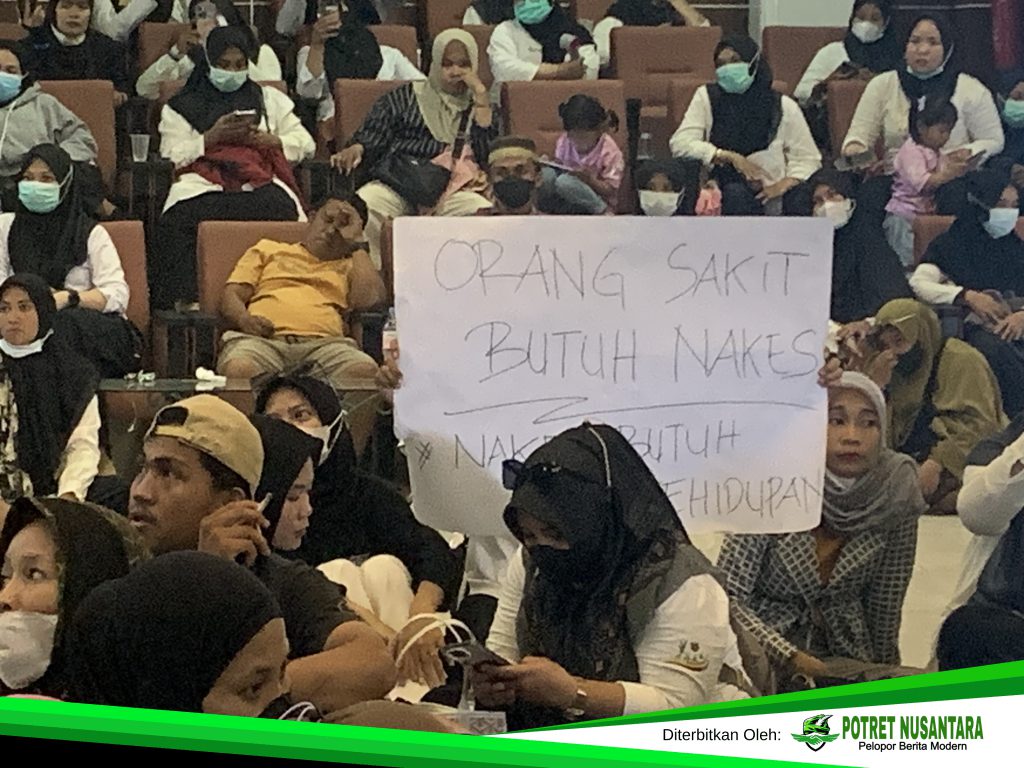 ORANG SAKIT
BUTUH NAKES
* NAKES BUTUH
KEHIDUPAN
Diterbitkan Oleh:
POTRET NUSANTARA
Pelopor Berita Modern